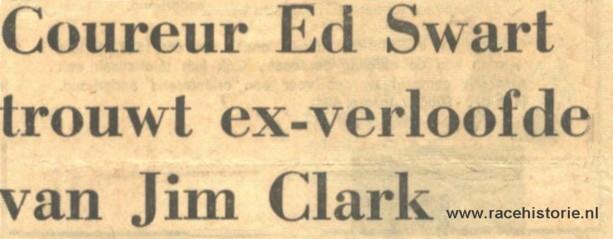 Coureur Ed Swart
trouwt ex-verloofde
van Jim Clark
www.racehistorie.nl